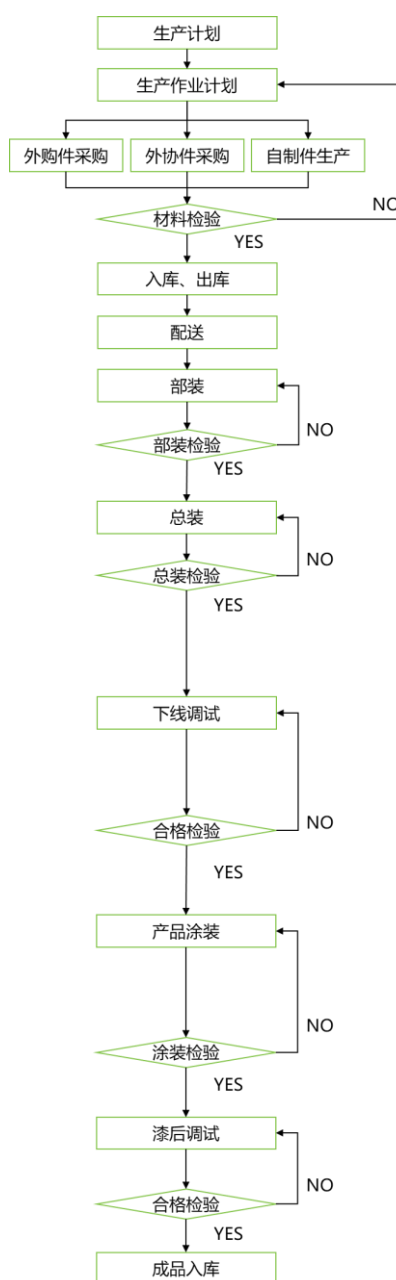 生产计划
生产作业计划
外购件采购 外协件采购 自制件生产
材料检验 NO
YES
入库、出库
配送
部装
NO
部装检验
YES
总装
NO
总装检验
YES
下线调试
合格检验 NO
YES
产品涂装
NO
涂装检验
YES
漆后调试
NO
合格检验
YES
成品入库